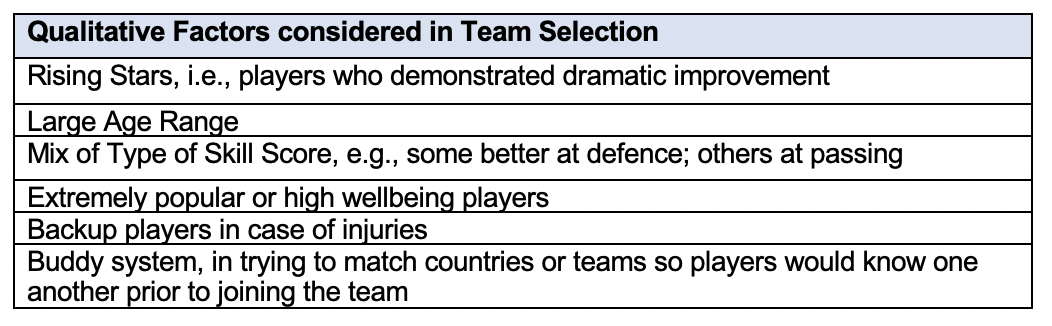 Qualitative Factors considered in Team Selection
Rising Stars, i.e., players who demonstrated dramatic improvement
Large Age Range
Mix of Type of Skill Score, e.g., some better at defence; others at passing
Extremely popular or high wellbeing players
Backup players in case of injuries
Buddy system, in trying to match countries or teams so players would know one
another prior to joining the team